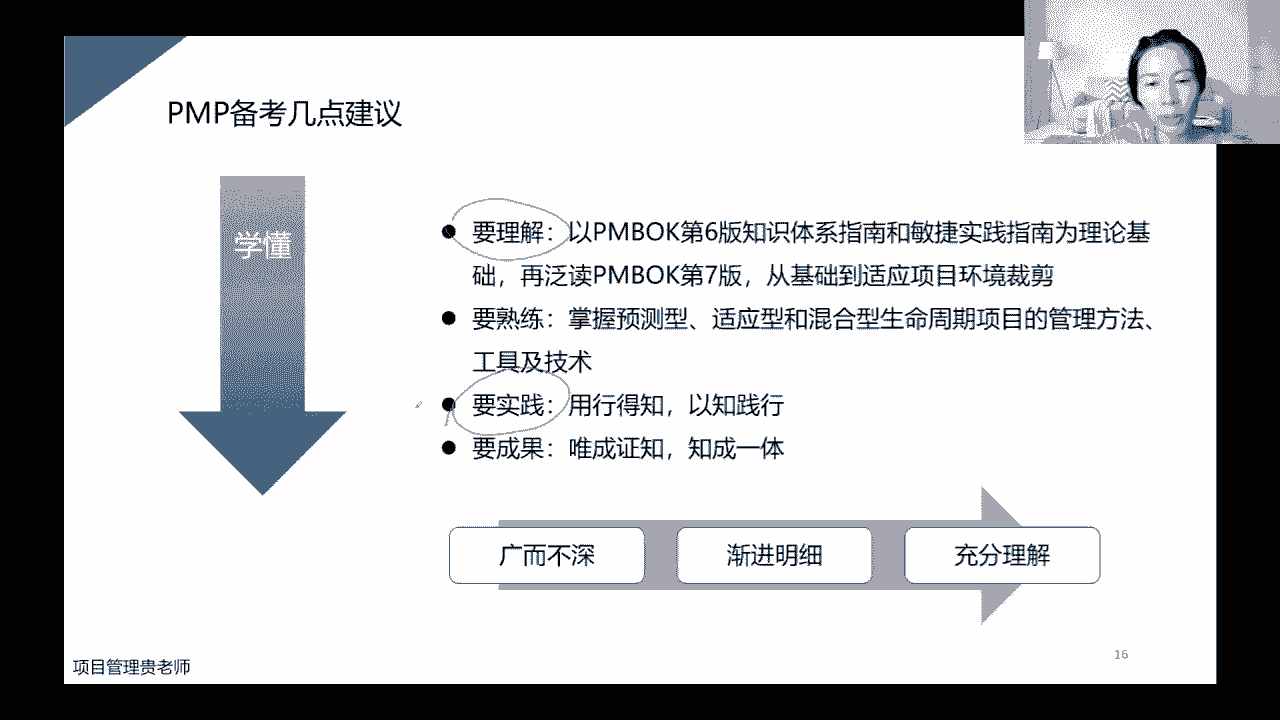 PMP备考几点建议
学懂
要理解：以PMBOK第6版知识体系指南和敏捷实践指南为理论基
础，再泛读PMBOK第7版，从基础到适应项目环境裁剪
要熟练：掌握预测型、适应型和混合型生命周期项目的管理方法、
工具及技术
要实践：用行得知，以知践行
要成果：唯成证知，知成一体
广而不深
渐进明细
充分理解
项目管理贵老师
16